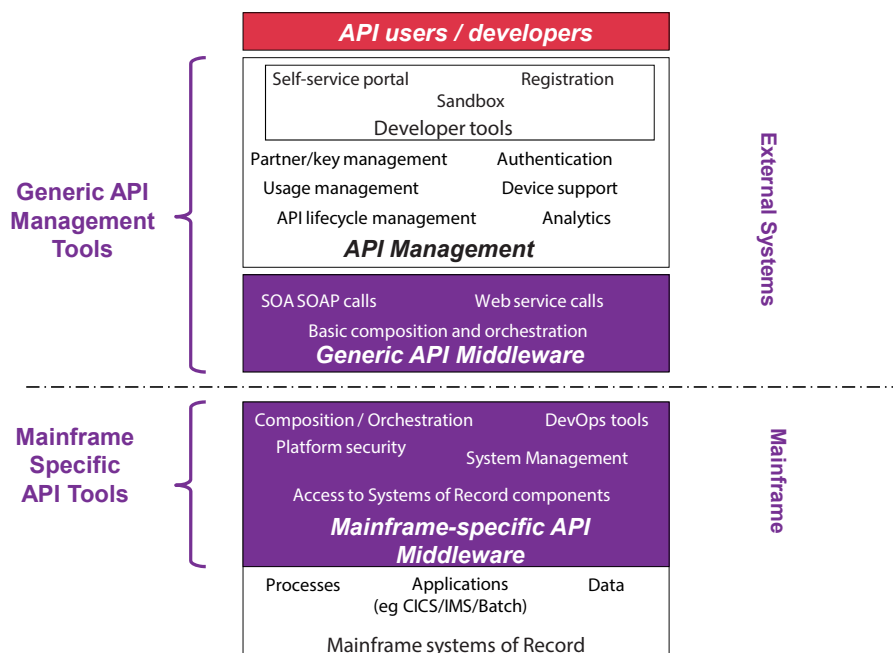 API users / developers
Self-service portal
Registration
Sandbox
Developer tools
Partner/key management
Authentication
Usage management
Device support
API lifecycle management
Analytics
API Management
Generic API
Management
Tools
External Systems
SOA SOAP calls
Web service calls
Basic composition and orchestration
Generic API Middleware
Mainframe
Specific
API Tools
Composition / Orchestration
DevOps tools
Platform security
System Management
Access to Systems of Record components
Mainframe-specific API
Middleware
Mainframe
Processes
Applications
(eg CICS/IMS/Batch)
Data
Mainframe systems of Record